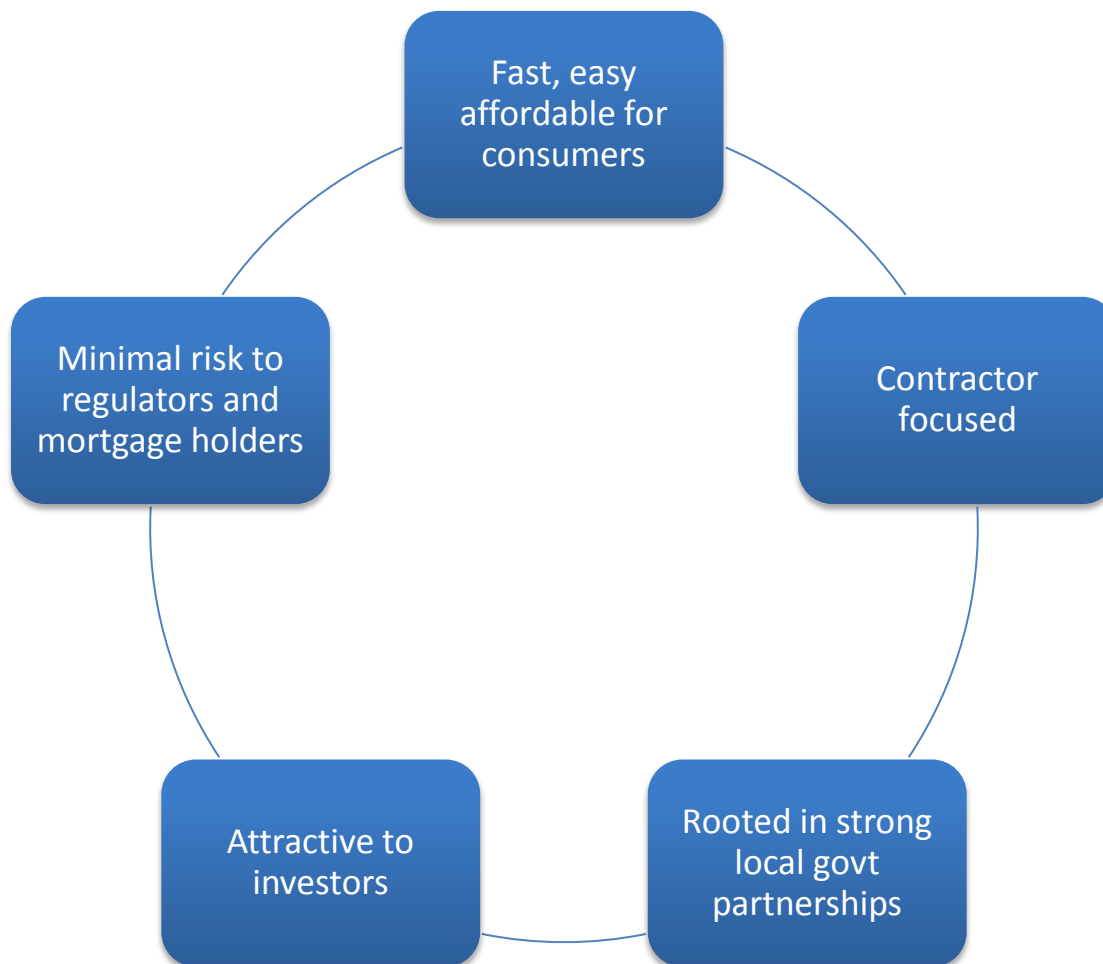 Fast, easy
affordable for
consumers
Contractor
focused
Rooted in strong
local govt
partnerships
Attractive to
investors
Minimal risk to
regulators and
mortgage holders